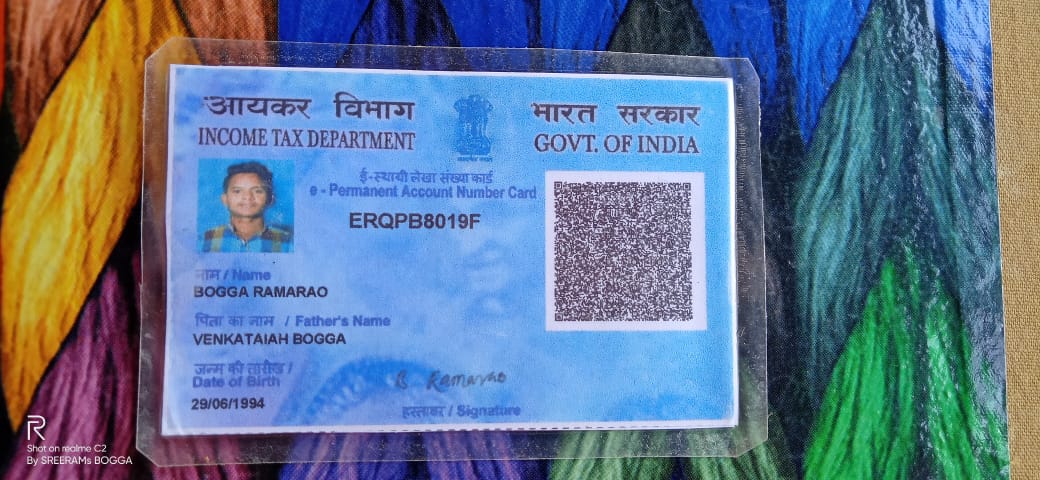 आयकर विभाग
INCOME TAX DEPARTMENT
भारत सरकार
GOVT. OF INDIA
ई-स्थायी लेखा संख्या कार्ड
e - Permanent Account Number Card
ERQPB8019F
नाम / Name
BOGGA RAMARAO
पिता का नाम / Father's Name
VENKATAIAH BOGGA
जन्म की तारीख /
Date of Birth
29/06/1994
B Ramarao
हस्ताक्षर / Signature
R
Shot on realme C2
By SREERAMs BOGGA